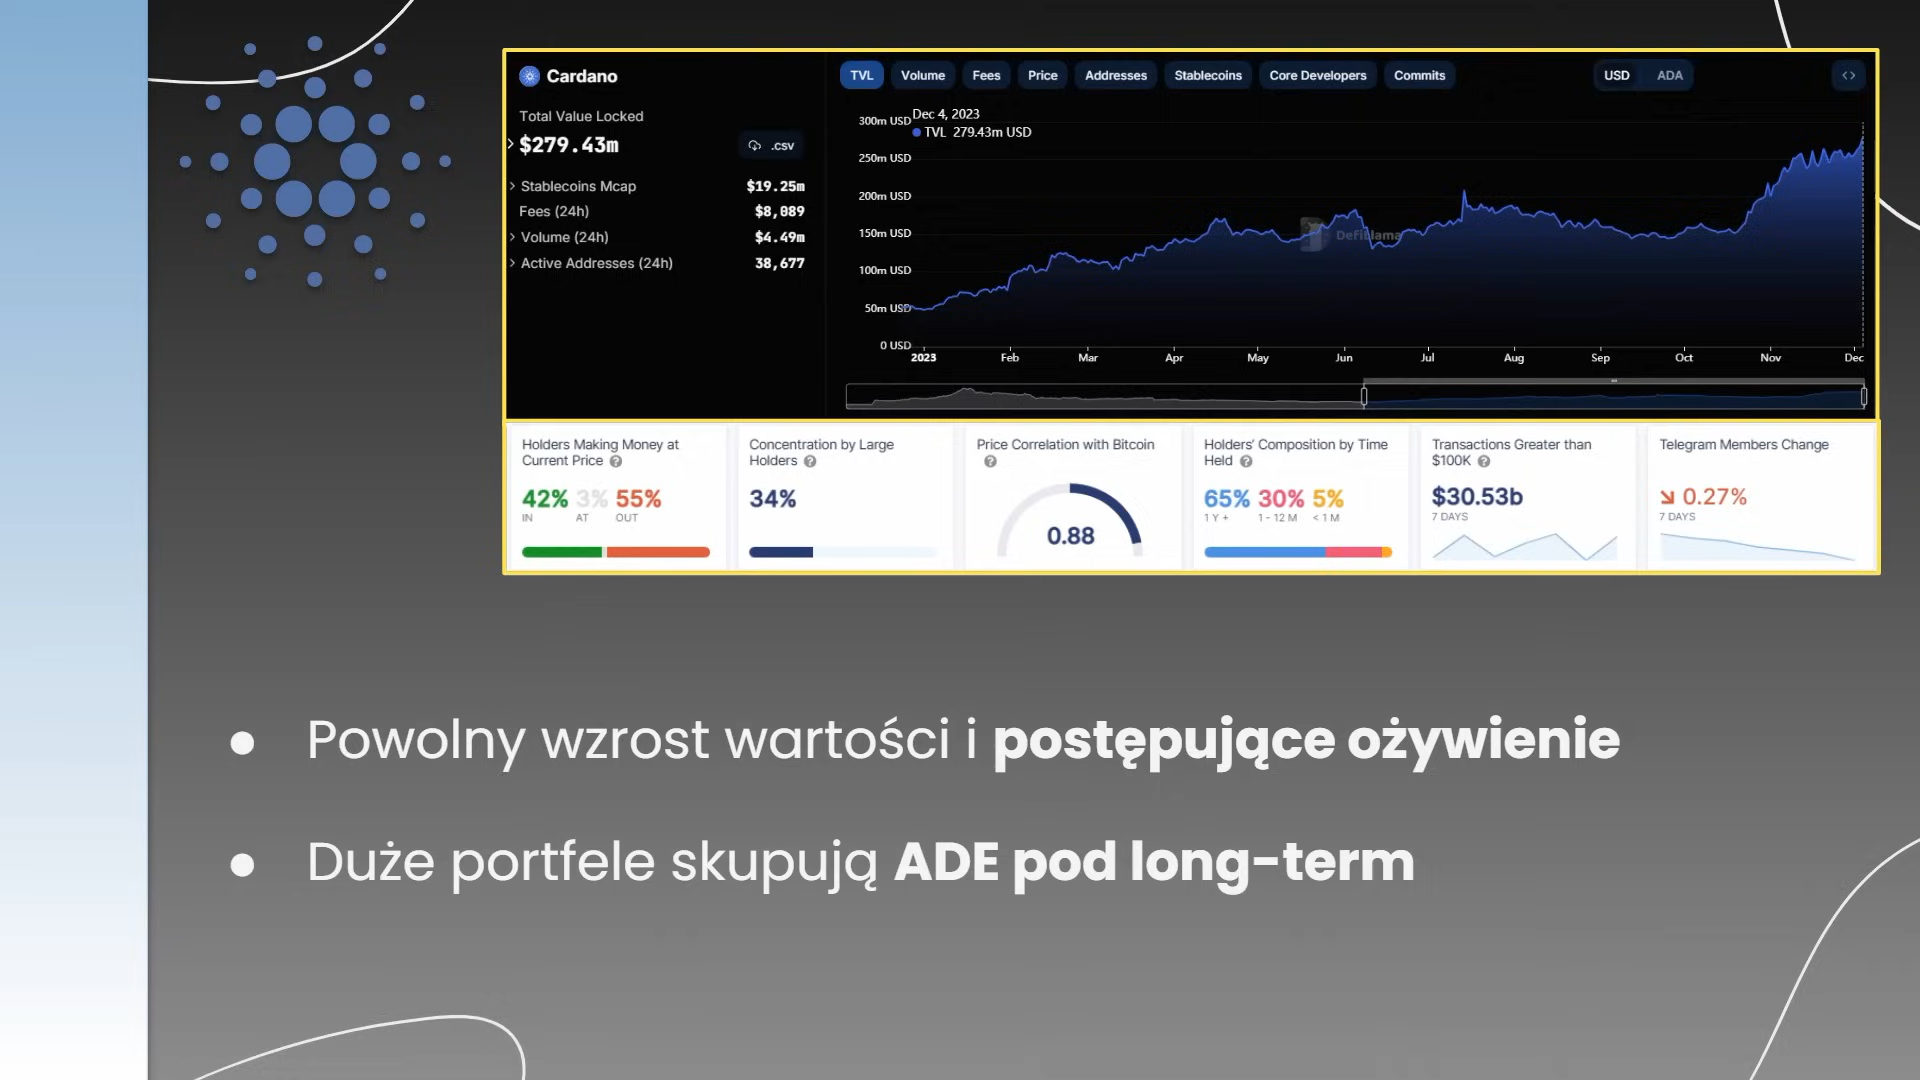 Cardano
Total Value Locked
$279.43m
.csv
Stablecoins Mcap $19.25m
Fees (24h) $8,089
Volume (24h) $4.49m
Active Addresses (24h) 38,677
TVL Volume Fees Price Addresses Stablecoins Core Developers Commits USD ADA
Dec 4, 2023
TVL 279.43m USD
300m USD
250m USD
200m USD
150m USD
100m USD
50m USD
0 USD
DefiLlama
2023 Feb Mar Apr May Jun Jul Aug Sep Oct Nov Dec
Holders Making Money at
Current Price
42% 3% 55%
IN AT OUT
Concentration by Large
Holders
34%
Price Correlation with Bitcoin
0.88
Holders' Composition by Time
Held
65% 30% 5%
1 Y + 1 - 12 M < 1 M
Transactions Greater than
$100K
$30.53b
7 DAYS
Telegram Members Change
0.27%
7 DAYS
● Powolny wzrost wartości i postępujące ożywienie
● Duże portfele skupują ADE pod long-term